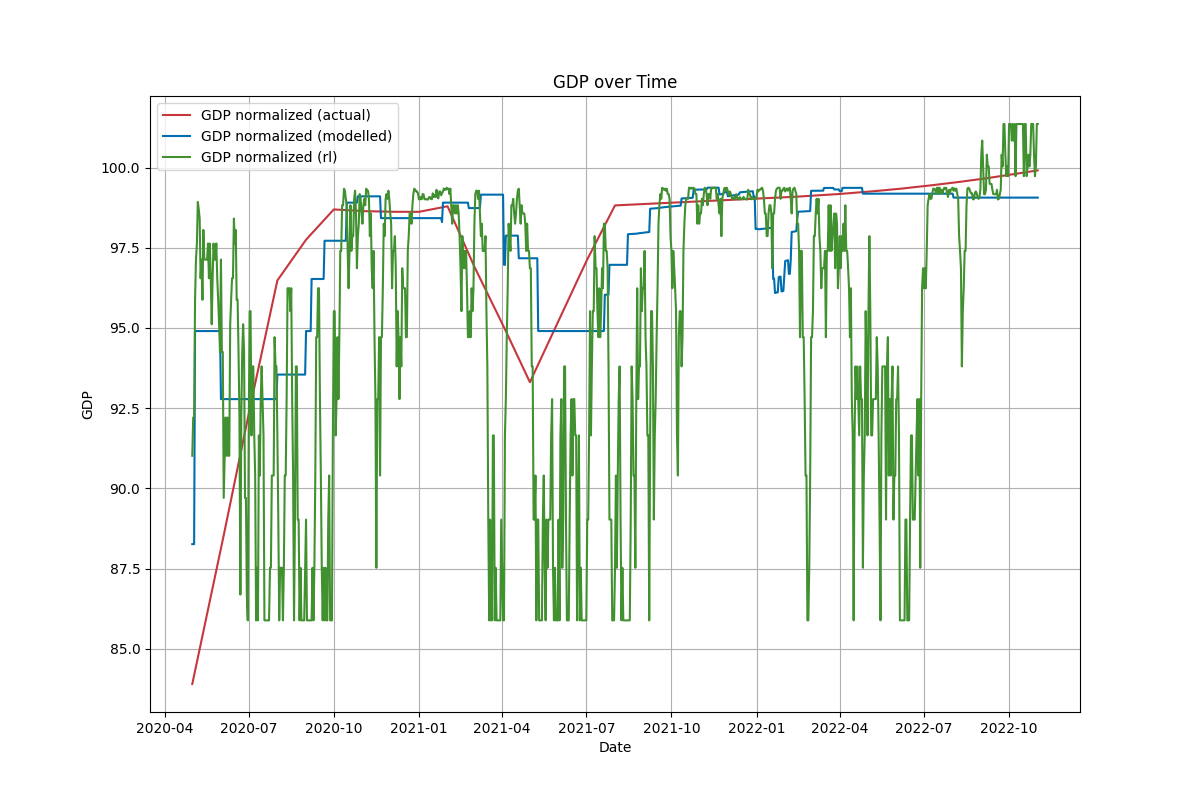 GDP over Time
GDP normalized (actual)
GDP normalized (modelled)
GDP normalized (rl)
100.0
97.5
95.0
92.5
90.0
87.5
85.0
GDP
2020-04 2020-07 2020-10 2021-01 2021-04 2021-07 2021-10 2022-01 2022-04 2022-07 2022-10
Date